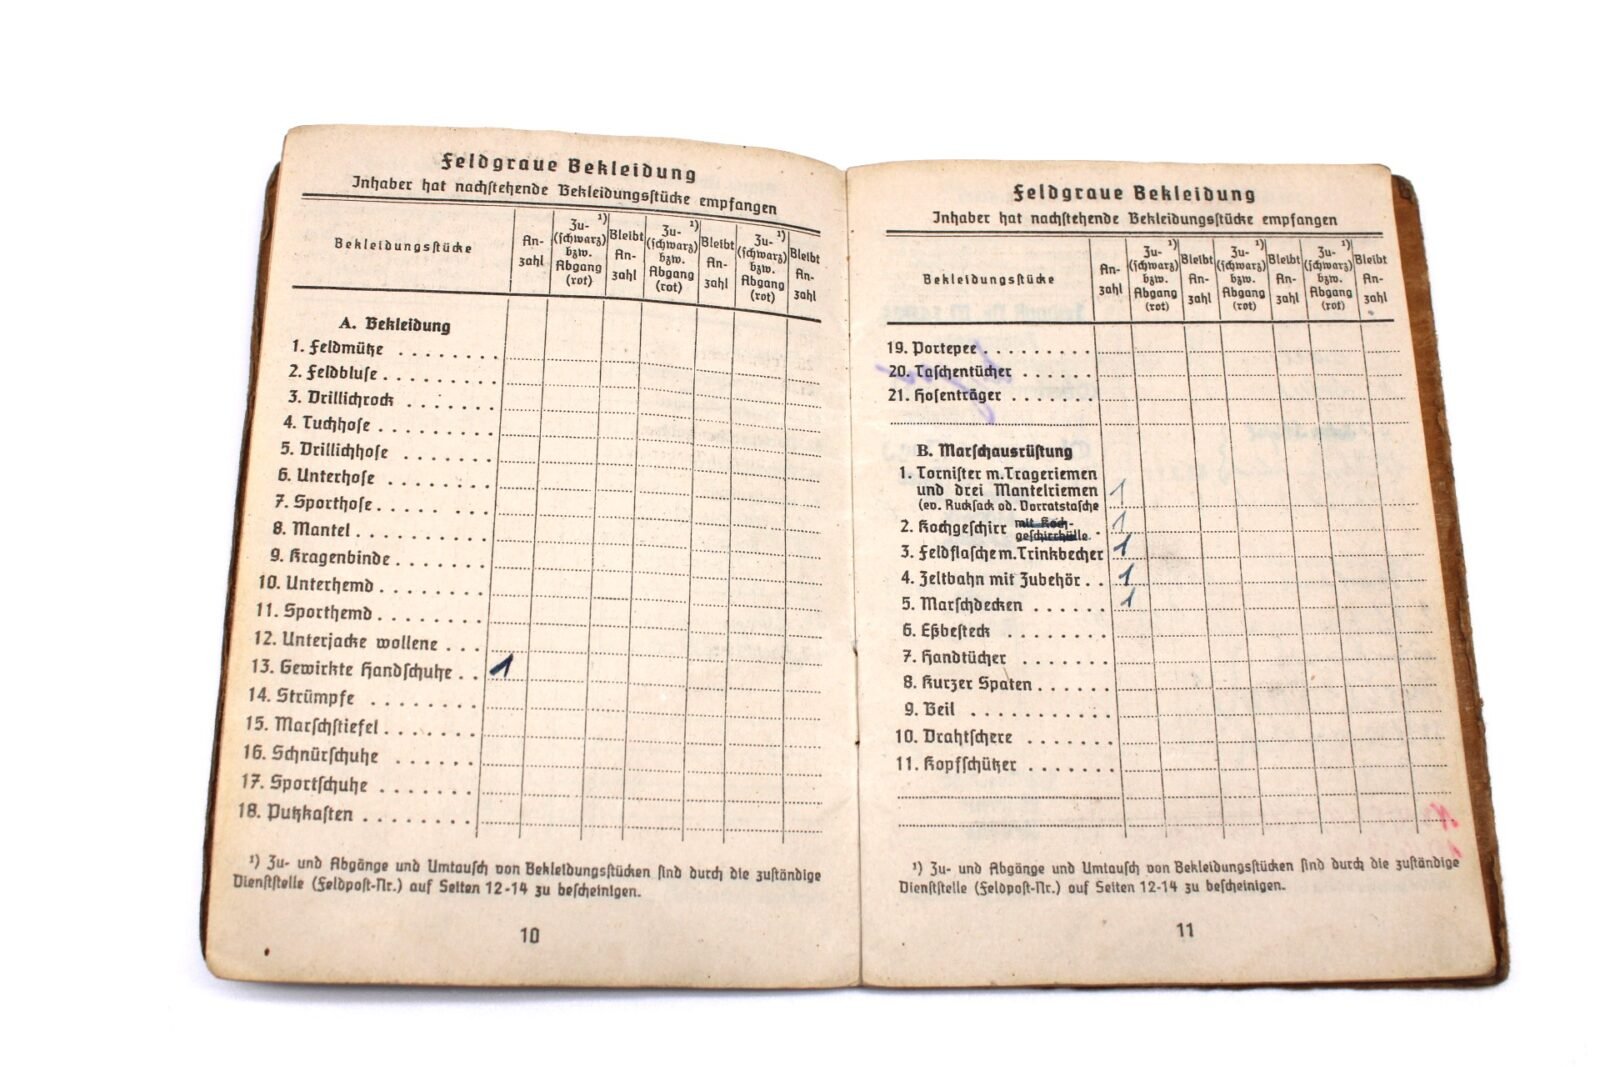 Feldgraue Bekleidung
Inhaber hat nachstehende Bekleidungsstücke empfangen
Bekleidungsstücke | An-zahl | Zu-¹) (schwarz) bzw. Abgang (rot) | Bleibt An-zahl | Zu-¹) (schwarz) bzw. Abgang (rot) | Bleibt An-zahl | Zu-¹) (schwarz) bzw. Abgang (rot) | Bleibt An-zahl
A. Bekleidung
1. Feldmütze . . . . . . . .
2. Feldbluse . . . . . . . . .
3. Drillichrock . . . . . . .
4. Tuchhose . . . . . . . . .
5. Drillichhose . . . . . . .
6. Unterhose . . . . . . . .
7. Sporthose . . . . . . . .
8. Mantel . . . . . . . . . . .
9. Kragenbinde . . . . . . . .
10. Unterhemd . . . . . . . . .
11. Sporthemd . . . . . . . . .
12. Unterjacke wollene . . .
13. Gewirkte Handschuhe . . 1
14. Strümpfe . . . . . . . .
15. Marschstiefel . . . . . . .
16. Schnürschuhe . . . . . .
17. Sportschuhe . . . . . . .
18. Putzkasten . . . . . . . .
¹) Zu- und Abgänge und Umtausch von Bekleidungsstücken sind durch die zuständige
Dienststelle (Feldpost-Nr.) auf Seiten 12-14 zu bescheinigen.
10
Feldgraue Bekleidung
Inhaber hat nachstehende Bekleidungsstücke empfangen
Bekleidungsstücke | An-zahl | Zu-¹) (schwarz) bzw. Abgang (rot) | Bleibt An-zahl | Zu-¹) (schwarz) bzw. Abgang (rot) | Bleibt An-zahl | Zu-¹) (schwarz) bzw. Abgang (rot) | Bleibt An-zahl
19. Portepee . . . . . . . . .
20. Taschentücher . . . . . .
21. Hosenträger . . . . . . .
B. Marschausrüstung
1. Tornister m. Trageriemen
und drei Mantelriemen 1
(ev. Rucksack od. Vorratstasche
2. Kochgeschirr mit Koch-geschirrhülle . 1
3. Feldflasche m. Trinkbecher 1
4. Zeltbahn mit Zubehör . . 1
5. Marschdecken . . . . . . 1
6. Eßbesteck . . . . . . . .
7. Handtücher . . . . . . .
8. Kurzer Spaten . . . . . .
9. Beil . . . . . . . . . . .
10. Drahtschere . . . . . . .
11. Kopfschützer . . . . . . .
¹) Zu- und Abgänge und Umtausch von Bekleidungsstücken sind durch die zuständige
Dienststelle (Feldpost-Nr.) auf Seiten 12-14 zu bescheinigen.
11